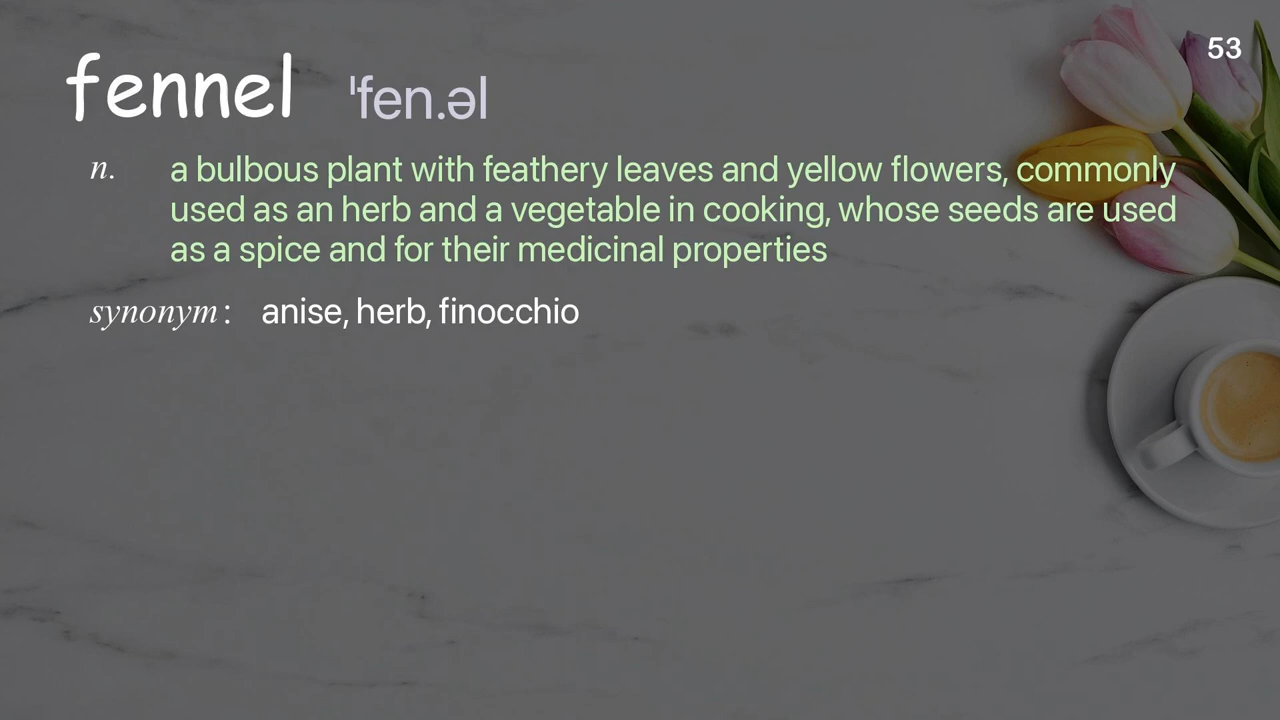 53
fennel ˈfen.əl
n. a bulbous plant with feathery leaves and yellow flowers, commonly
used as an herb and a vegetable in cooking, whose seeds are used
as a spice and for their medicinal properties
synonym: anise, herb, finocchio